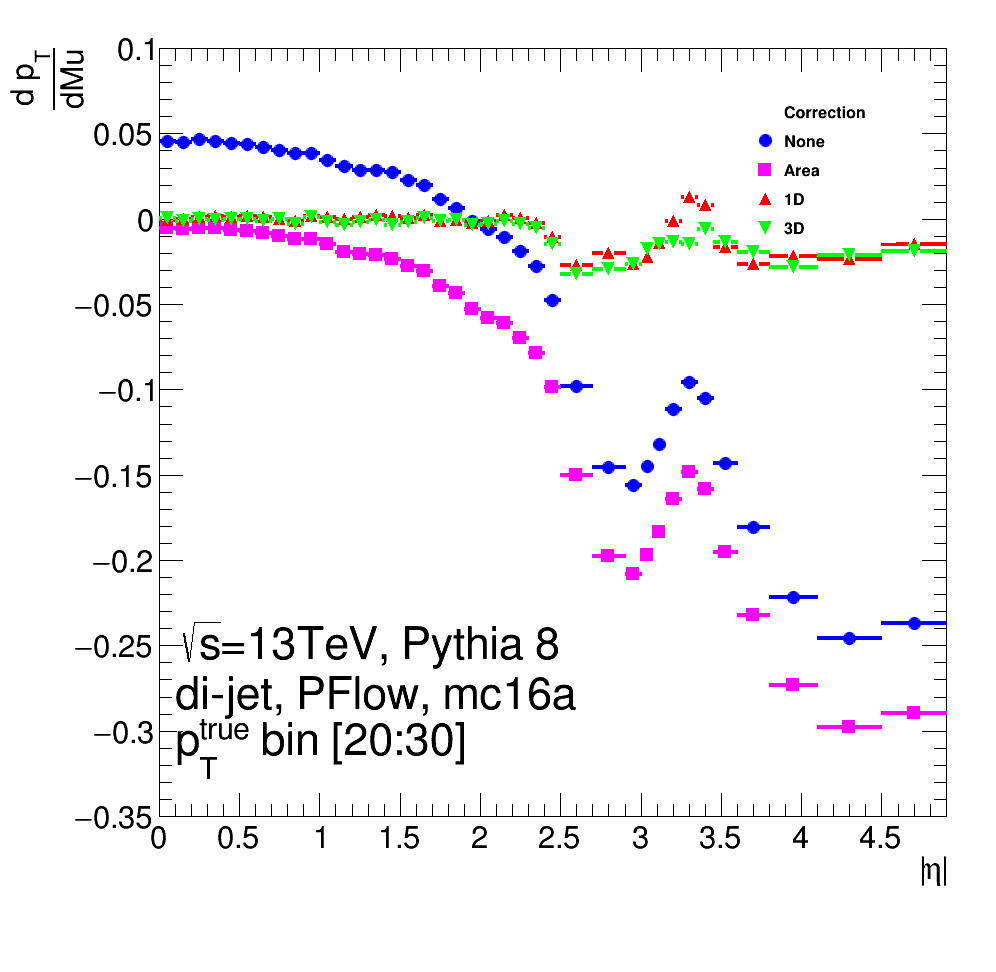 d p_T
dMu
0.1
0.05
0
−0.05
−0.1
−0.15
−0.2
−0.25
−0.3
−0.35
Correction
None
Area
1D
3D
√s=13TeV, Pythia 8
di-jet, PFlow, mc16a
p_T^true bin [20:30]
0 0.5 1 1.5 2 2.5 3 3.5 4 4.5
|η|